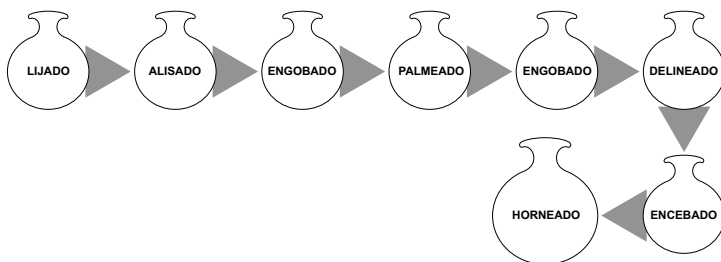 LIJADO
ALISADO
ENGOBADO
PALMEADO
ENGOBADO
DELINEADO
ENCEBADO
HORNEADO